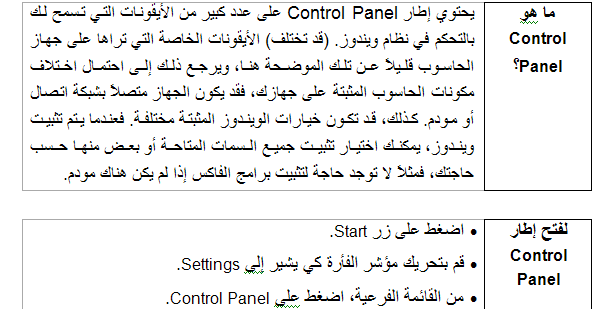 ما هو
Control
Panel؟
يحتوي إطار Control Panel على عدد كبير من الأيقونات التي تسمح لك
بالتحكم في نظام ويندوز. (قد تختلف) الأيقونات الخاصة التي تراها على جهاز
الحاسوب قليلاً عن تلك الموضحة هنا، ويرجع ذلك إلى احتمال اختلاف
مكونات الحاسوب المثبتة على جهازك، فقد يكون الجهاز متصلاً بشبكة اتصال
أو مودم. كذلك، قد تكون خيارات الويندوز المثبتة مختلفة. فعندما يتم تثبيت
ويندوز، يمكنك اختيار تثبيت جميع السمات المتاحة أو بعض منها حسب
حاجتك، فمثلاً لا توجد حاجة لتثبيت برامج الفاكس إذا لم يكن هناك مودم.
لفتح إطار
Control
Panel
• اضغط على زر Start.
• قم بتحريك مؤشر الفأرة كي يشير إلي Settings.
• من القائمة الفرعية، اضغط علي Control Panel.